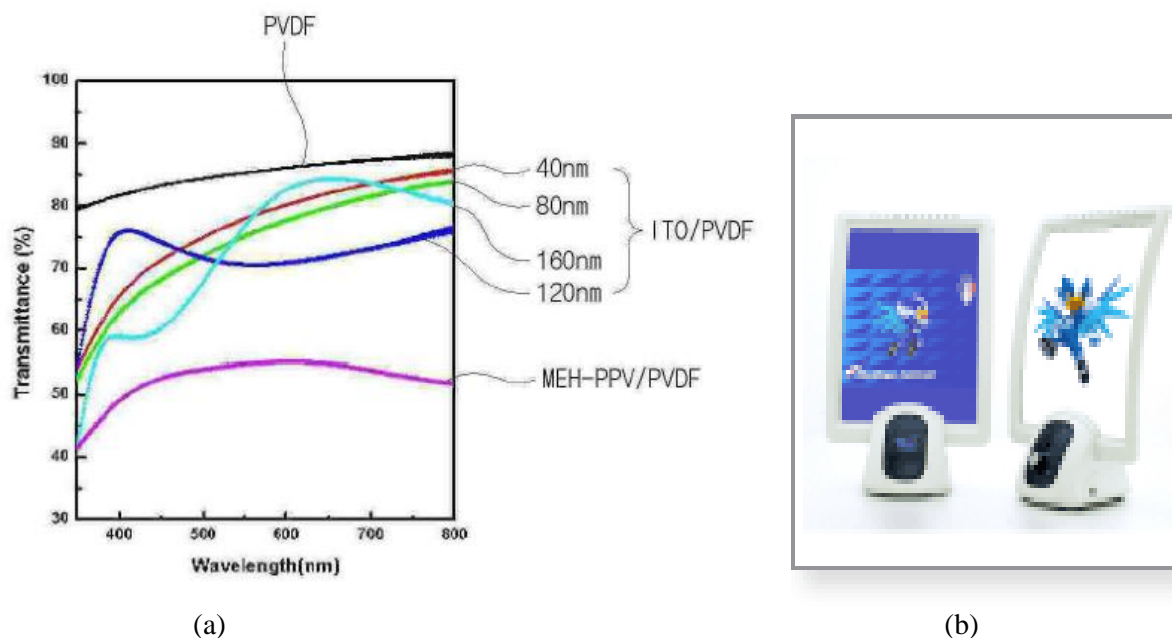 PVDF
100
90
80
70
60
50
40
30
Transmittance (%)
400 500 600 700 800
Wavelength(nm)
40nm
80nm
160nm
120nm
ITO/PVDF
MEH-PPV/PVDF
(a) (b)